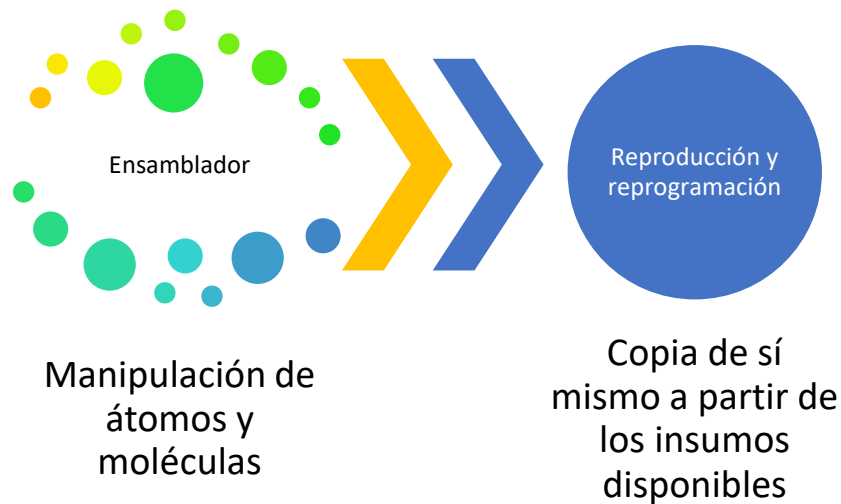 Ensamblador
Reproducción y
reprogramación
Manipulación de
átomos y
moléculas
Copia de sí
mismo a partir de
los insumos
disponibles